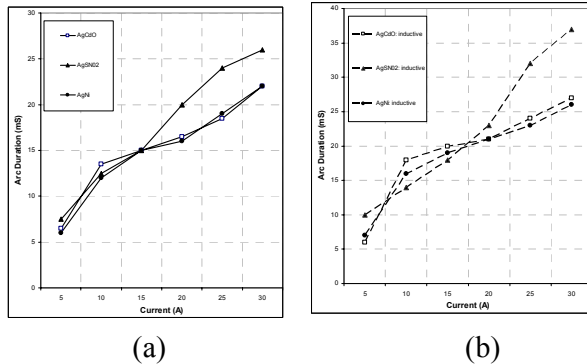 30
25
20
15
10
5
0
Arc Duration (mS)
AgCdO
AgSN02
AgNi
5 10 15 20 25 30
Current (A)
(a)
40
35
30
25
20
15
10
5
0
Arc Duration (mS)
AgCdO: inductive
AgSN02: inductive
AgNi: inductive
5 10 15 20 25 30
Current (A)
(b)